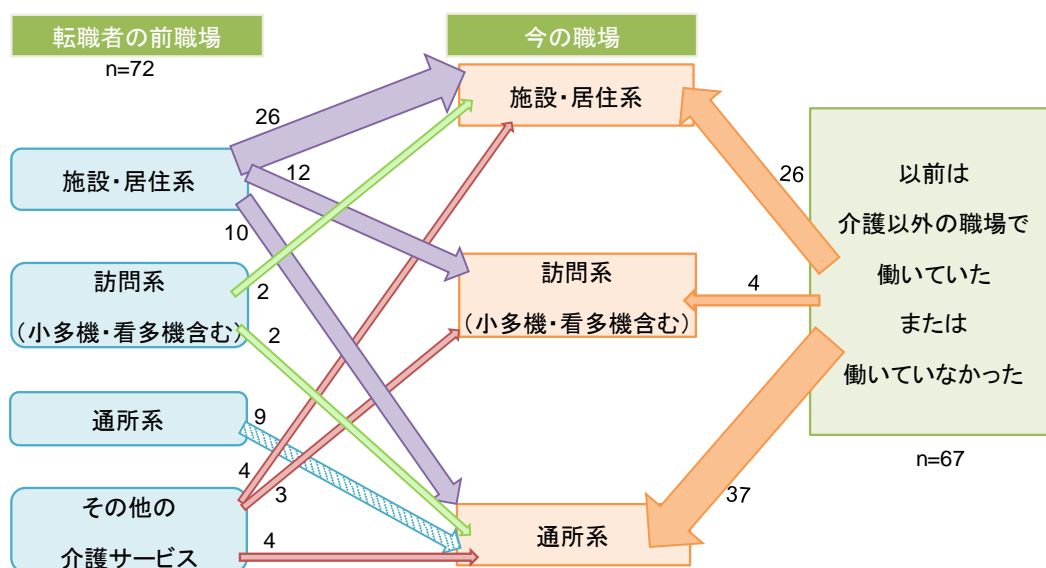 転職者の前職場
n=72
施設・居住系
訪問系
（小多機・看多機含む）
通所系
その他の
介護サービス
26
12
10
2
2
9
4
3
4
今の職場
施設・居住系
訪問系
（小多機・看多機含む）
通所系
26
4
37
以前は
介護以外の職場で
働いていた
または
働いていなかった
n=67